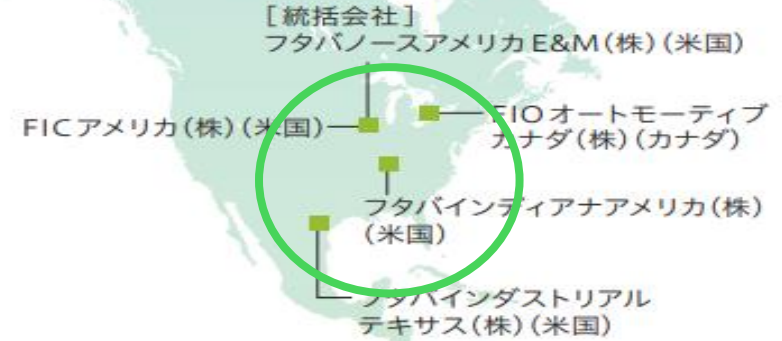 [統括会社]
フタバノースアメリカE&M(株)(米国)
FICアメリカ(株)(米国)
FIOオートモーティブ
カナダ(株)(カナダ)
フタバインディアナアメリカ(株)
(米国)
フタバインダストリアル
テキサス(株)(米国)